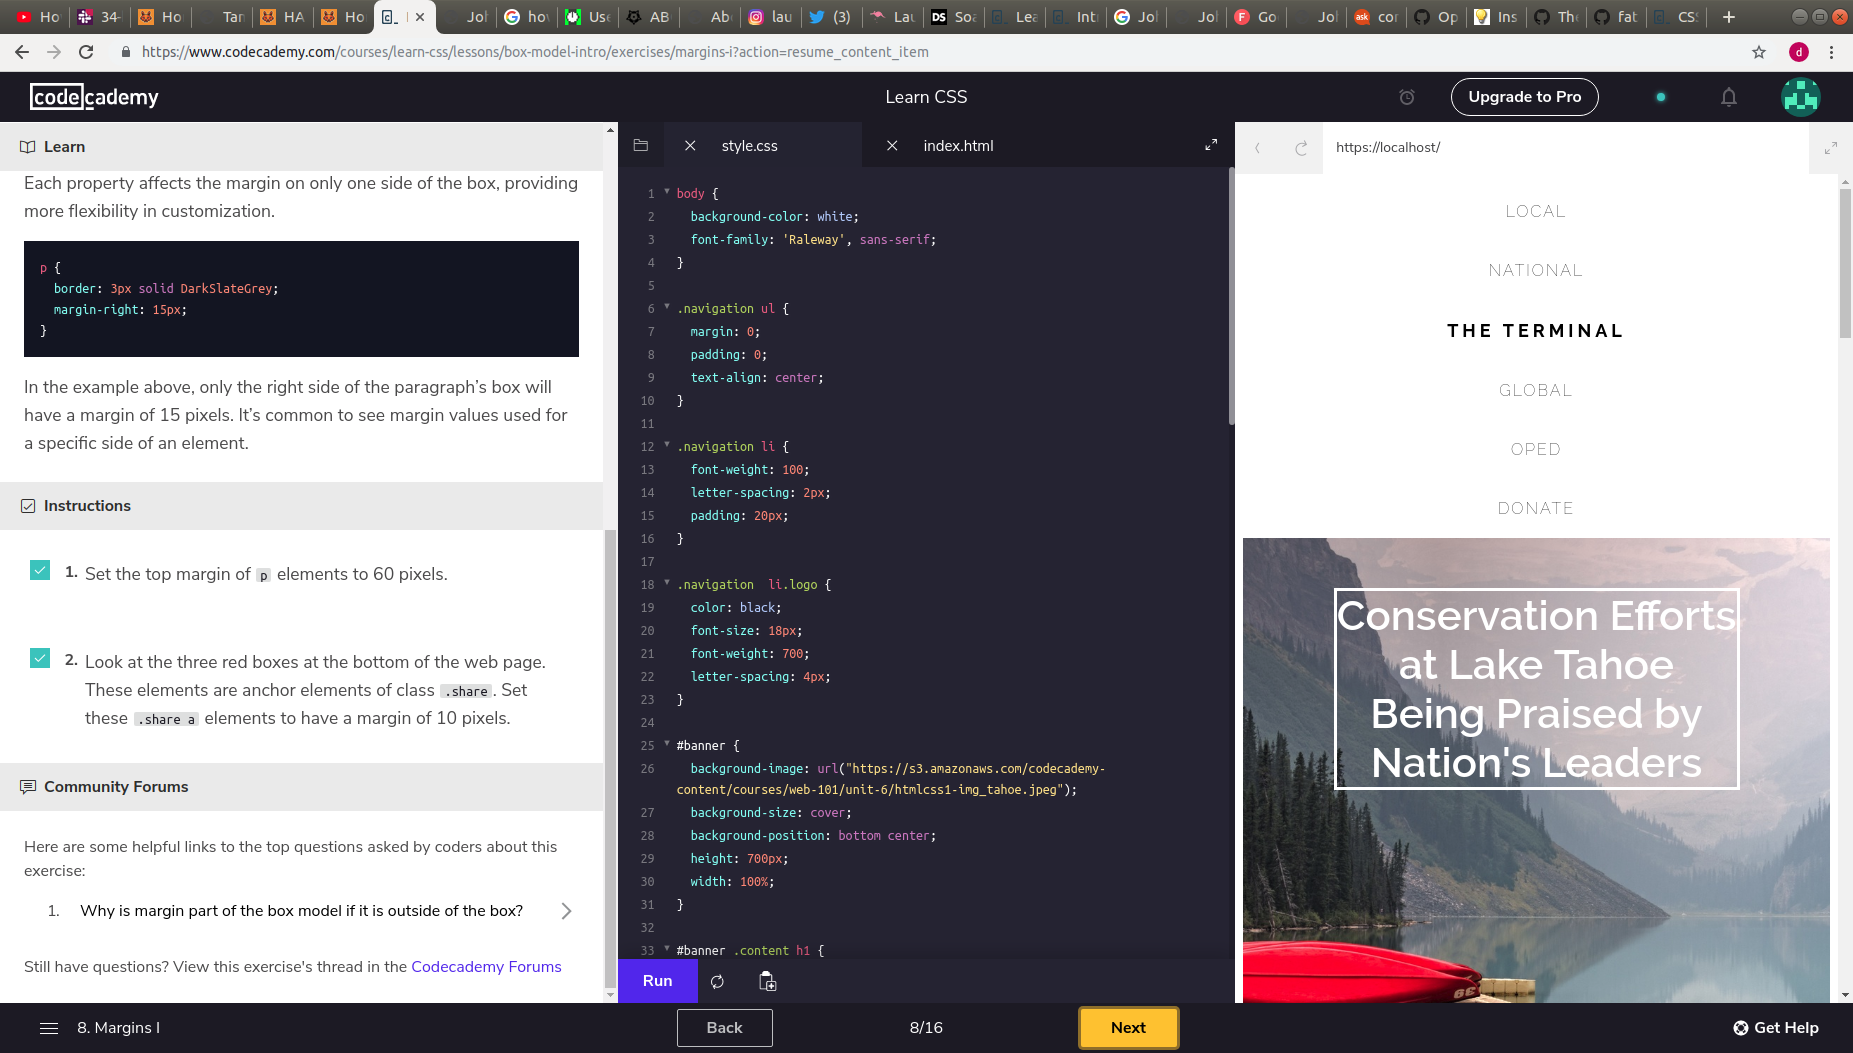 Ho
34-
Ho
Tar
HA
Ho
Joh
how
Use
AB
Abo
lau
(3)
Lau
DS Soa
Lea
Intr
Joh
Joh
F Go
Joh
ask cor
Op
Ins
The
fat
CSS
https://www.codecademy.com/courses/learn-css/lessons/box-model-intro/exercises/margins-i?action=resume_content_item
d
codecademy
Learn CSS
Upgrade to Pro
Learn
Each property affects the margin on only one side of the box, providing
more flexibility in customization.
p {
border: 3px solid DarkSlateGrey;
margin-right: 15px;
}
In the example above, only the right side of the paragraph’s box will
have a margin of 15 pixels. It’s common to see margin values used for
a specific side of an element.
Instructions
1. Set the top margin of p elements to 60 pixels.
2. Look at the three red boxes at the bottom of the web page.
These elements are anchor elements of class .share. Set
these .share a elements to have a margin of 10 pixels.
Community Forums
Here are some helpful links to the top questions asked by coders about this
exercise:
1. Why is margin part of the box model if it is outside of the box?
Still have questions? View this exercise's thread in the Codecademy Forums
style.css
index.html
1 body {
2 background-color: white;
3 font-family: 'Raleway', sans-serif;
4 }
5
6 .navigation ul {
7 margin: 0;
8 padding: 0;
9 text-align: center;
10 }
11
12 .navigation li {
13 font-weight: 100;
14 letter-spacing: 2px;
15 padding: 20px;
16 }
17
18 .navigation  li.logo {
19 color: black;
20 font-size: 18px;
21 font-weight: 700;
22 letter-spacing: 4px;
23 }
24
25 #banner {
26 background-image: url("https://s3.amazonaws.com/codecademy-
content/courses/web-101/unit-6/htmlcss1-img_tahoe.jpeg");
27 background-size: cover;
28 background-position: bottom center;
29 height: 700px;
30 width: 100%;
31 }
32
33 #banner .content h1 {
Run
https://localhost/
LOCAL
NATIONAL
THE TERMINAL
GLOBAL
OPED
DONATE
Conservation Efforts
at Lake Tahoe
Being Praised by
Nation's Leaders
8. Margins I
Back
8/16
Next
Get Help